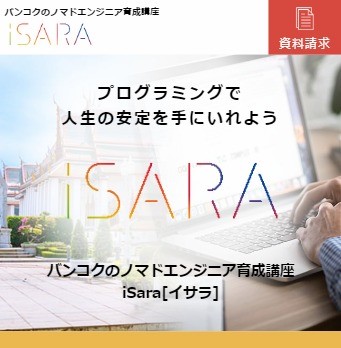 バンコクのノマドエンジニア育成講座
iSARA
資料請求
プログラミングで
人生の安定を手にいれよう
iSARA
バンコクのノマドエンジニア育成講座
iSara[イサラ]